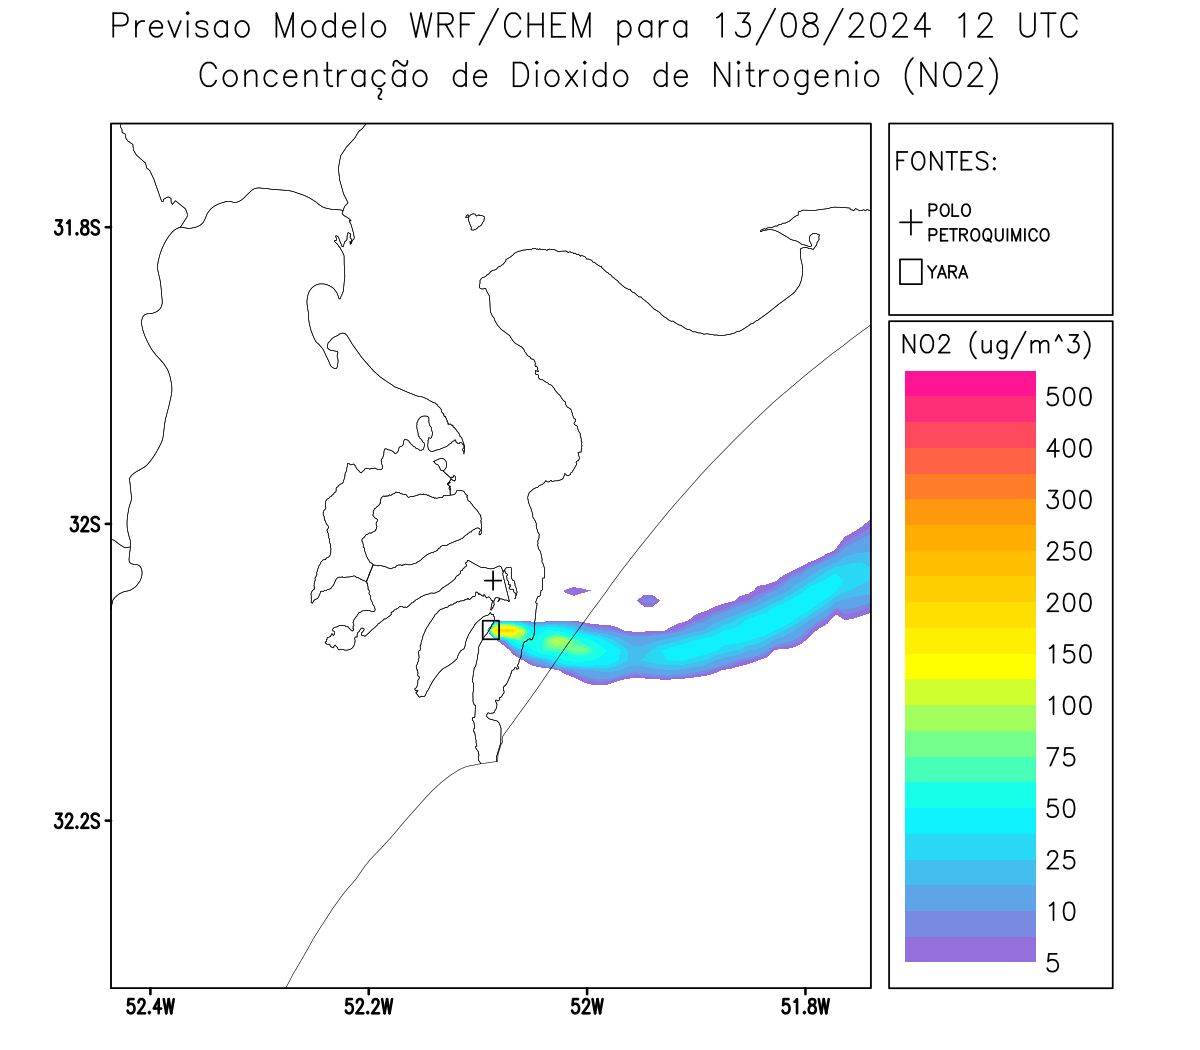 Previsao Modelo WRF/CHEM para 13/08/2024 12 UTC
Concentração de Dioxido de Nitrogenio (NO2)
FONTES:
POLO
PETROQUIMICO
YARA
NO2 (ug/m^3)
500
400
300
250
200
150
100
75
50
25
10
5
31.8S
32S
32.2S
52.4W
52.2W
52W
51.8W